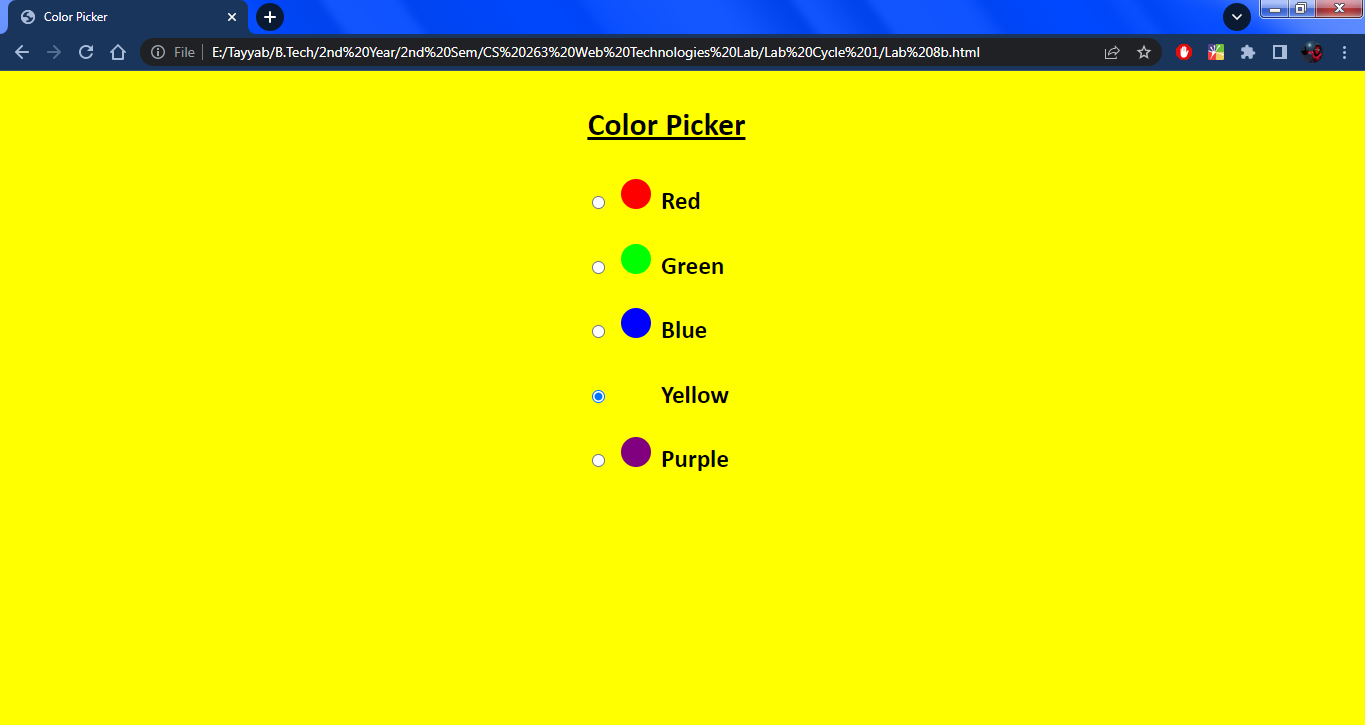 Color Picker
File
E:/Tayyab/B.Tech/2nd%20Year/2nd%20Sem/CS%20263%20Web%20Technologies%20Lab/Lab%20Cycle%201/Lab%208b.html
Color Picker
Red
Green
Blue
Yellow
Purple